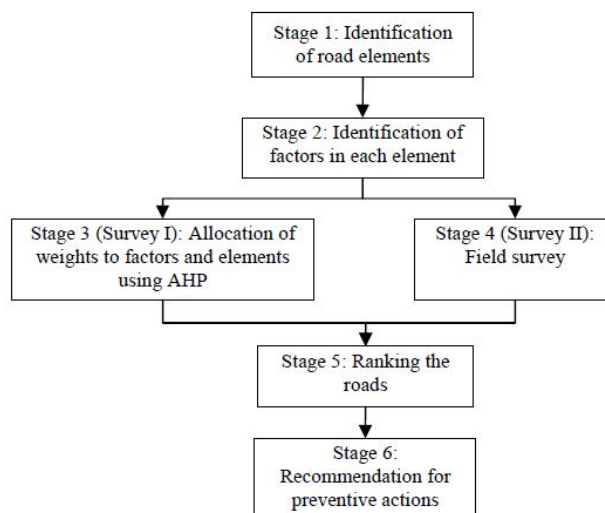 Stage 1: Identification
of road elements
Stage 2: Identification of
factors in each element
Stage 3 (Survey I): Allocation of
weights to factors and elements
using AHP
Stage 4 (Survey II):
Field survey
Stage 5: Ranking the
roads
Stage 6:
Recommendation for
preventive actions